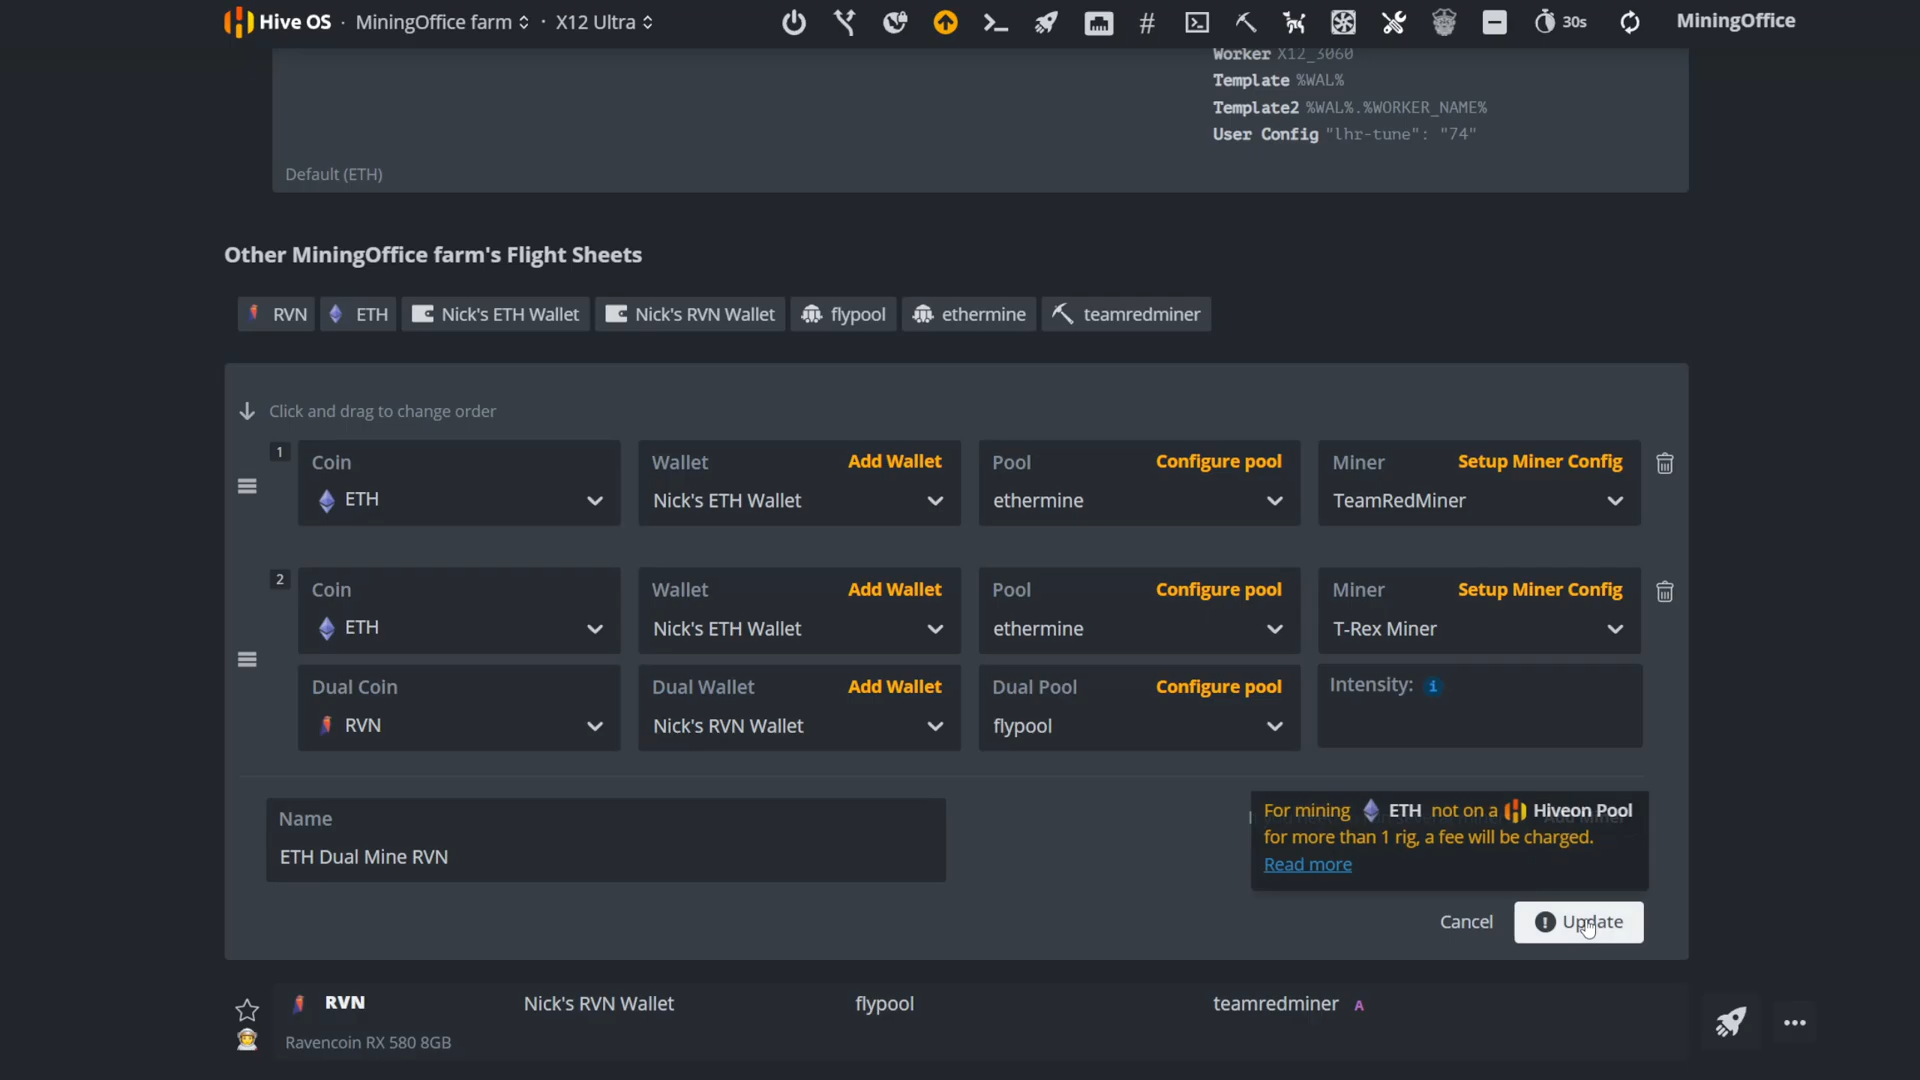 Hive OS · MiningOffice farm · X12 Ultra 30s MiningOffice
Worker X12_3060
Template %WAL%
Template2 %WAL%.%WORKER_NAME%
User Config "lhr-tune": "74"
Default (ETH)
Other MiningOffice farm's Flight Sheets
RVN ETH Nick's ETH Wallet Nick's RVN Wallet flypool ethermine teamredminer
Click and drag to change order
1 Coin Wallet Add Wallet Pool Configure pool Miner Setup Miner Config
ETH Nick's ETH Wallet ethermine TeamRedMiner
2 Coin Wallet Add Wallet Pool Configure pool Miner Setup Miner Config
ETH Nick's ETH Wallet ethermine T-Rex Miner
Dual Coin Dual Wallet Add Wallet Dual Pool Configure pool Intensity: i
RVN Nick's RVN Wallet flypool
Name
ETH Dual Mine RVN
For mining ETH not on a Hiveon Pool
for more than 1 rig, a fee will be charged.
Read more
Cancel Update
RVN Nick's RVN Wallet flypool teamredminer A
Ravencoin RX 580 8GB